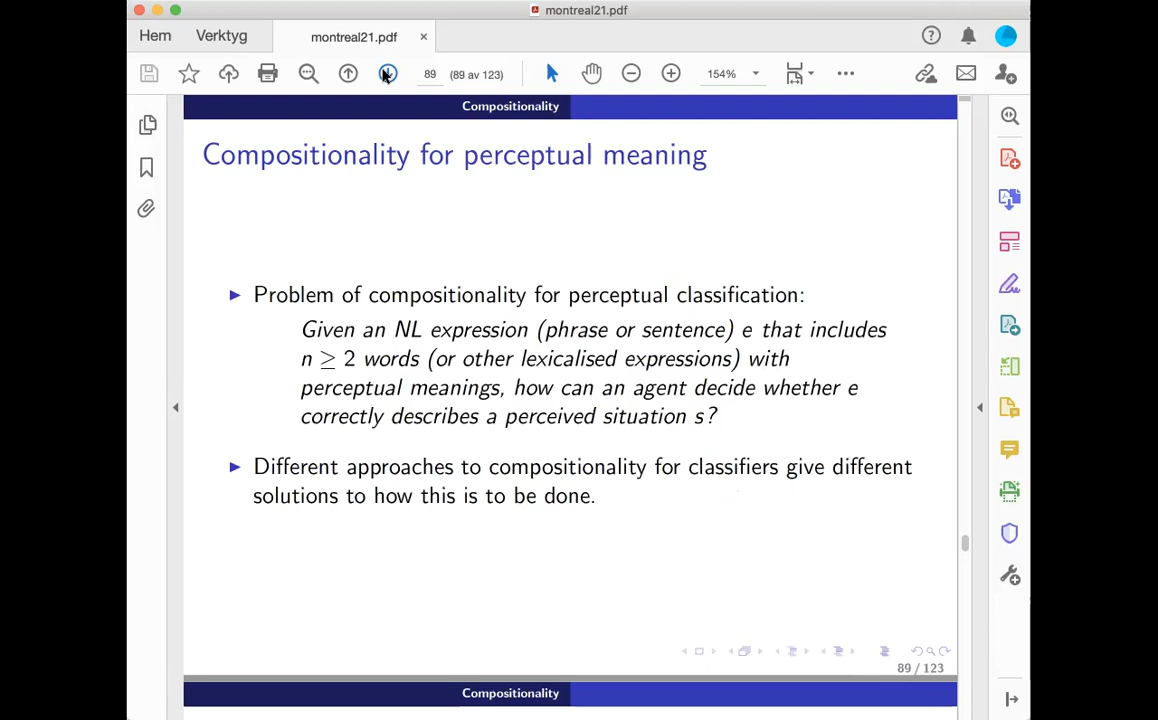 montreal21.pdf
Hem
Verktyg
montreal21.pdf
89
(89 av 123)
154%
Compositionality
Compositionality for perceptual meaning
Problem of compositionality for perceptual classification:
Given an NL expression (phrase or sentence) e that includes
n ≥ 2 words (or other lexicalised expressions) with
perceptual meanings, how can an agent decide whether e
correctly describes a perceived situation s?
Different approaches to compositionality for classifiers give different
solutions to how this is to be done.
89 / 123
Compositionality